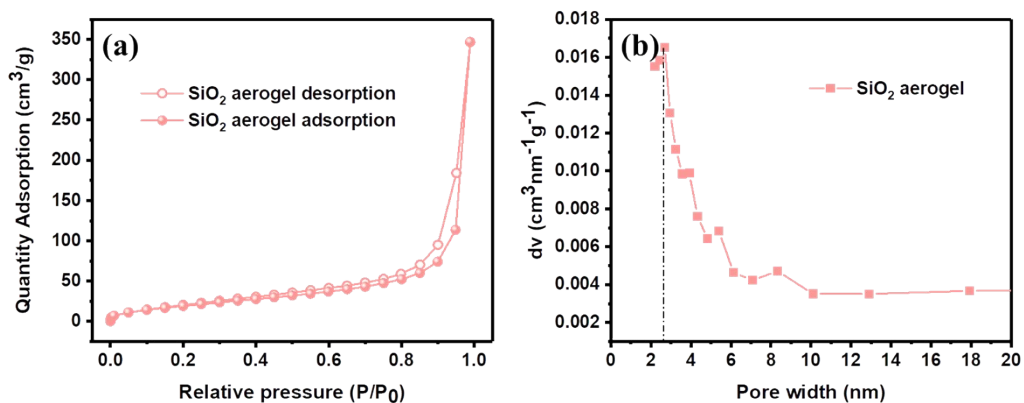 (a)
SiO2 aerogel desorption
SiO2 aerogel adsorption
Quantity Adsorption (cm3/g)
350
300
250
200
150
100
50
0
0.0 0.2 0.4 0.6 0.8 1.0
Relative pressure (P/P0)
(b)
SiO2 aerogel
dv (cm3nm-1g-1)
0.018
0.016
0.014
0.012
0.010
0.008
0.006
0.004
0.002
0 2 4 6 8 10 12 14 16 18 20
Pore width (nm)